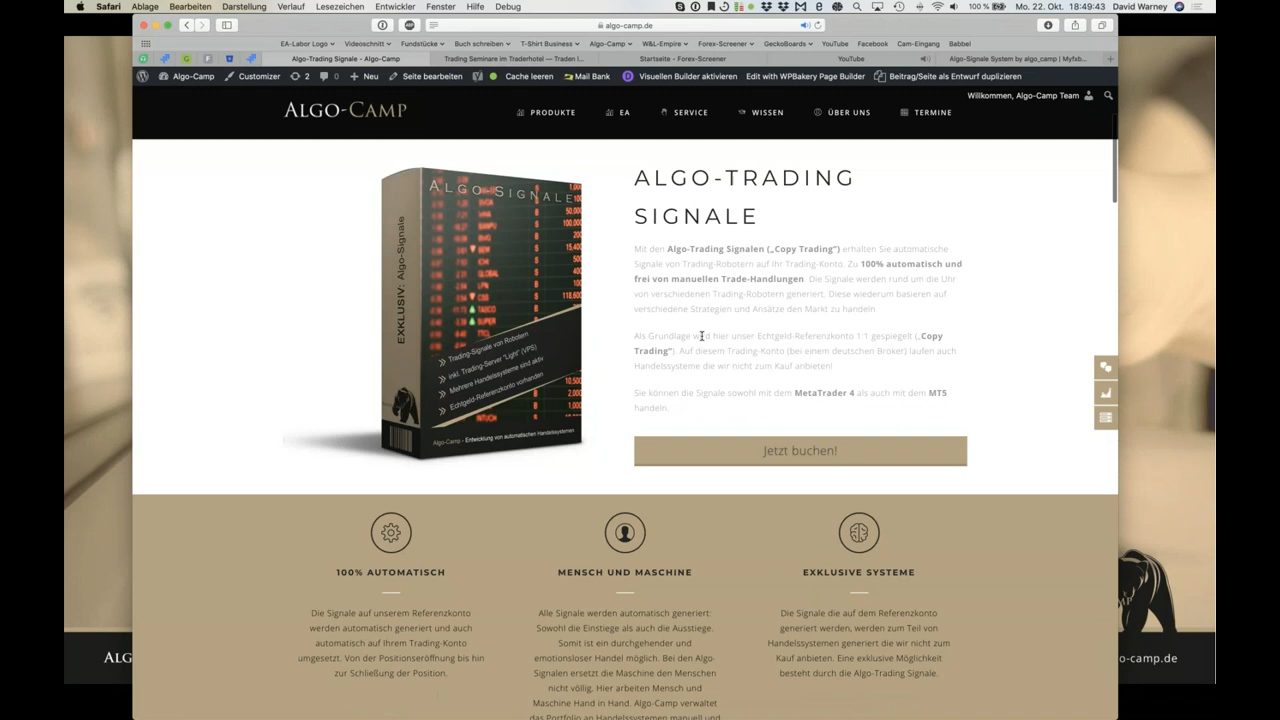 Safari Ablage Bearbeiten Darstellung Verlauf Lesezeichen Entwickler Fenster Hilfe Debug 100 % Mo. 22. Okt. 18:49:43 David Warney
algo-camp.de
EA-Labor Logo Videoschnitt Fundstücke Buch schreiben T-Shirt Business Algo-Camp W&L-Empire Forex-Screener GeckoBoards YouTube Facebook Cam-Eingang Babbel
Algo-Trading Signale - Algo-Camp Trading Seminare im Traderhotel — Traden l... Startseite - Forex-Screener YouTube Algo-Signale System by algo_camp | Myfxb...
Algo-Camp Customizer 2 Neu Seite bearbeiten Cache leeren Mail Bank Visuellen Builder aktivieren Edit with WPBakery Page Builder Beitrag/Seite als Entwurf duplizieren
Willkommen, Algo-Camp Team
ALGO-CAMP
PRODUKTE EA SERVICE WISSEN ÜBER UNS TERMINE
ALGO SIGNALE
EXKLUSIV: Algo-Signale
Trading-Signale von Robotern
inkl. Trading-Server "Light" (VPS)
Mehrere Handelssysteme sind aktiv
Echtgeld-Referenzkonto vorhanden
Algo-Camp - Entwicklung von automatischen Handelssystemen
ALGO-TRADING
SIGNALE
Mit den Algo-Trading Signalen („Copy Trading“) erhalten Sie automatische
Signale von Trading-Robotern auf Ihr Trading-Konto. Zu 100% automatisch und
frei von manuellen Trade-Handlungen. Die Signale werden rund um die Uhr
von verschiedenen Trading-Robotern generiert. Diese wiederum basieren auf
verschiedene Strategien und Ansätze den Markt zu handeln
Als Grundlage wird hier unser Echtgeld-Referenzkonto 1:1 gespiegelt („Copy
Trading“). Auf diesem Trading-Konto (bei einem deutschen Broker) laufen auch
Handelssysteme die wir nicht zum Kauf anbieten!
Sie können die Signale sowohl mit dem MetaTrader 4 als auch mit dem MT5
handeln.
Jetzt buchen!
100% AUTOMATISCH
Die Signale auf unserem Referenzkonto
werden automatisch generiert und auch
automatisch auf Ihrem Trading-Konto
umgesetzt. Von der Positionseröffnung bis hin
zur Schließung der Position.
MENSCH UND MASCHINE
Alle Signale werden automatisch generiert:
Sowohl die Einstiege als auch die Ausstiege.
Somit ist ein durchgehender und
emotionsloser Handel möglich. Bei den Algo-
Signalen ersetzt die Maschine den Menschen
nicht völlig. Hier arbeiten Mensch und
Maschine Hand in Hand. Algo-Camp verwaltet
das Portfolio an Handelssystemen manuell und
EXKLUSIVE SYSTEME
Die Signale die auf dem Referenzkonto
generiert werden, werden zum Teil von
Handelssystemen generiert die wir nicht zum
Kauf anbieten. Eine exklusive Möglichkeit
besteht durch die Algo-Trading Signale.
ALG
o-camp.de